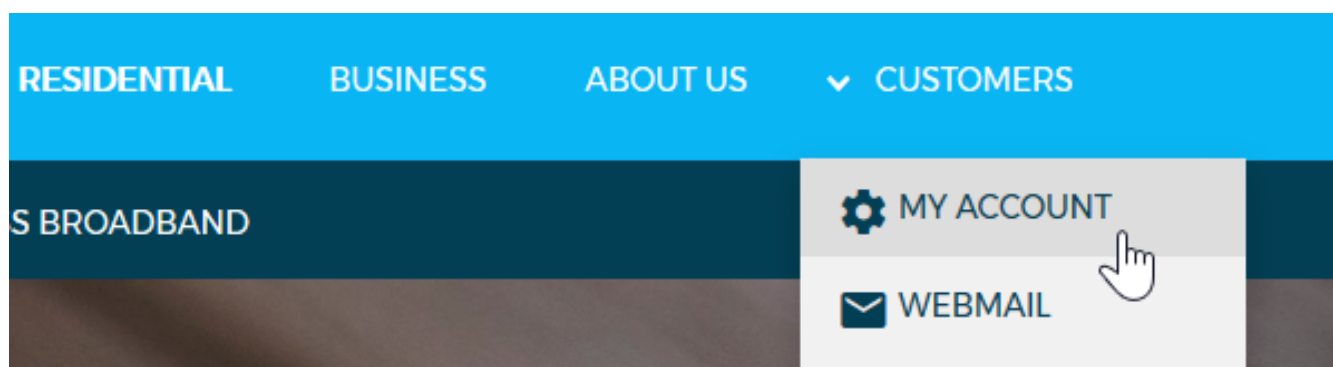 RESIDENTIAL BUSINESS ABOUT US CUSTOMERS
S BROADBAND
MY ACCOUNT
WEBMAIL